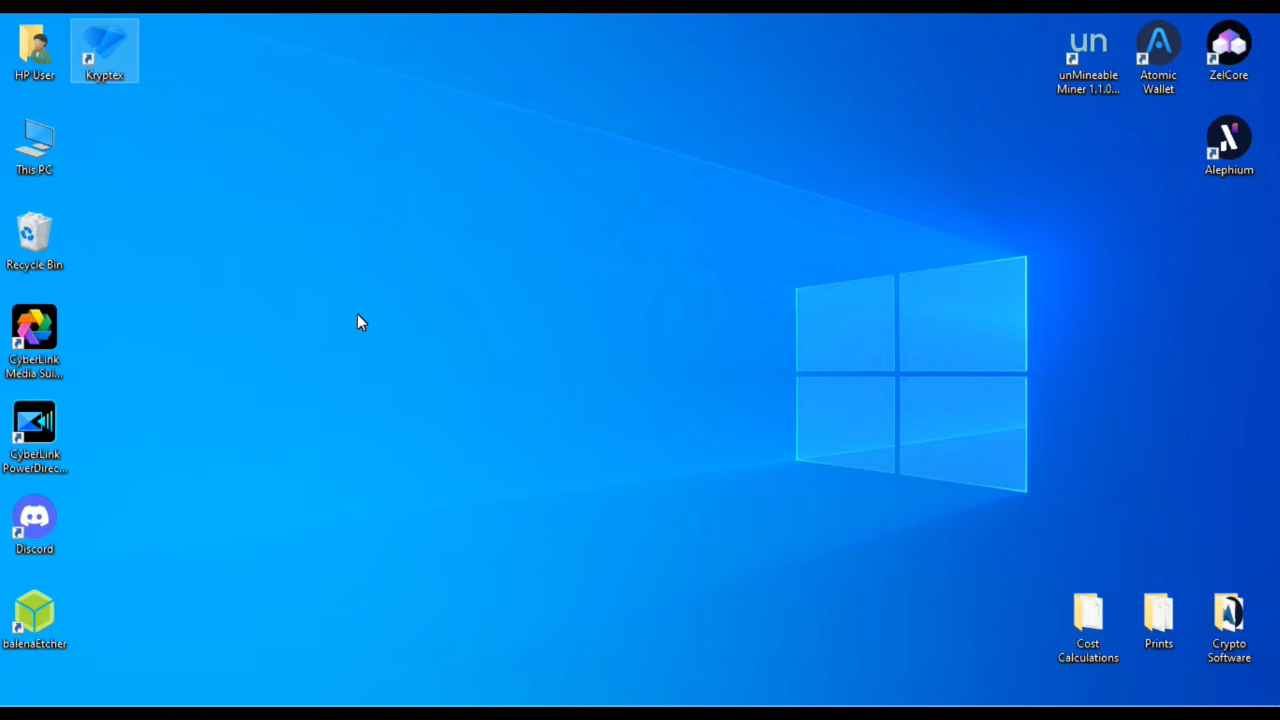 HP User
Kryptex
un
unMineable
Miner 1.1.0...
Atomic
Wallet
ZelCore
This PC
Alephium
Recycle Bin
CyberLink
Media Sui...
CyberLink
PowerDirec...
Discord
balenaEtcher
Cost
Calculations
Prints
Crypto
Software